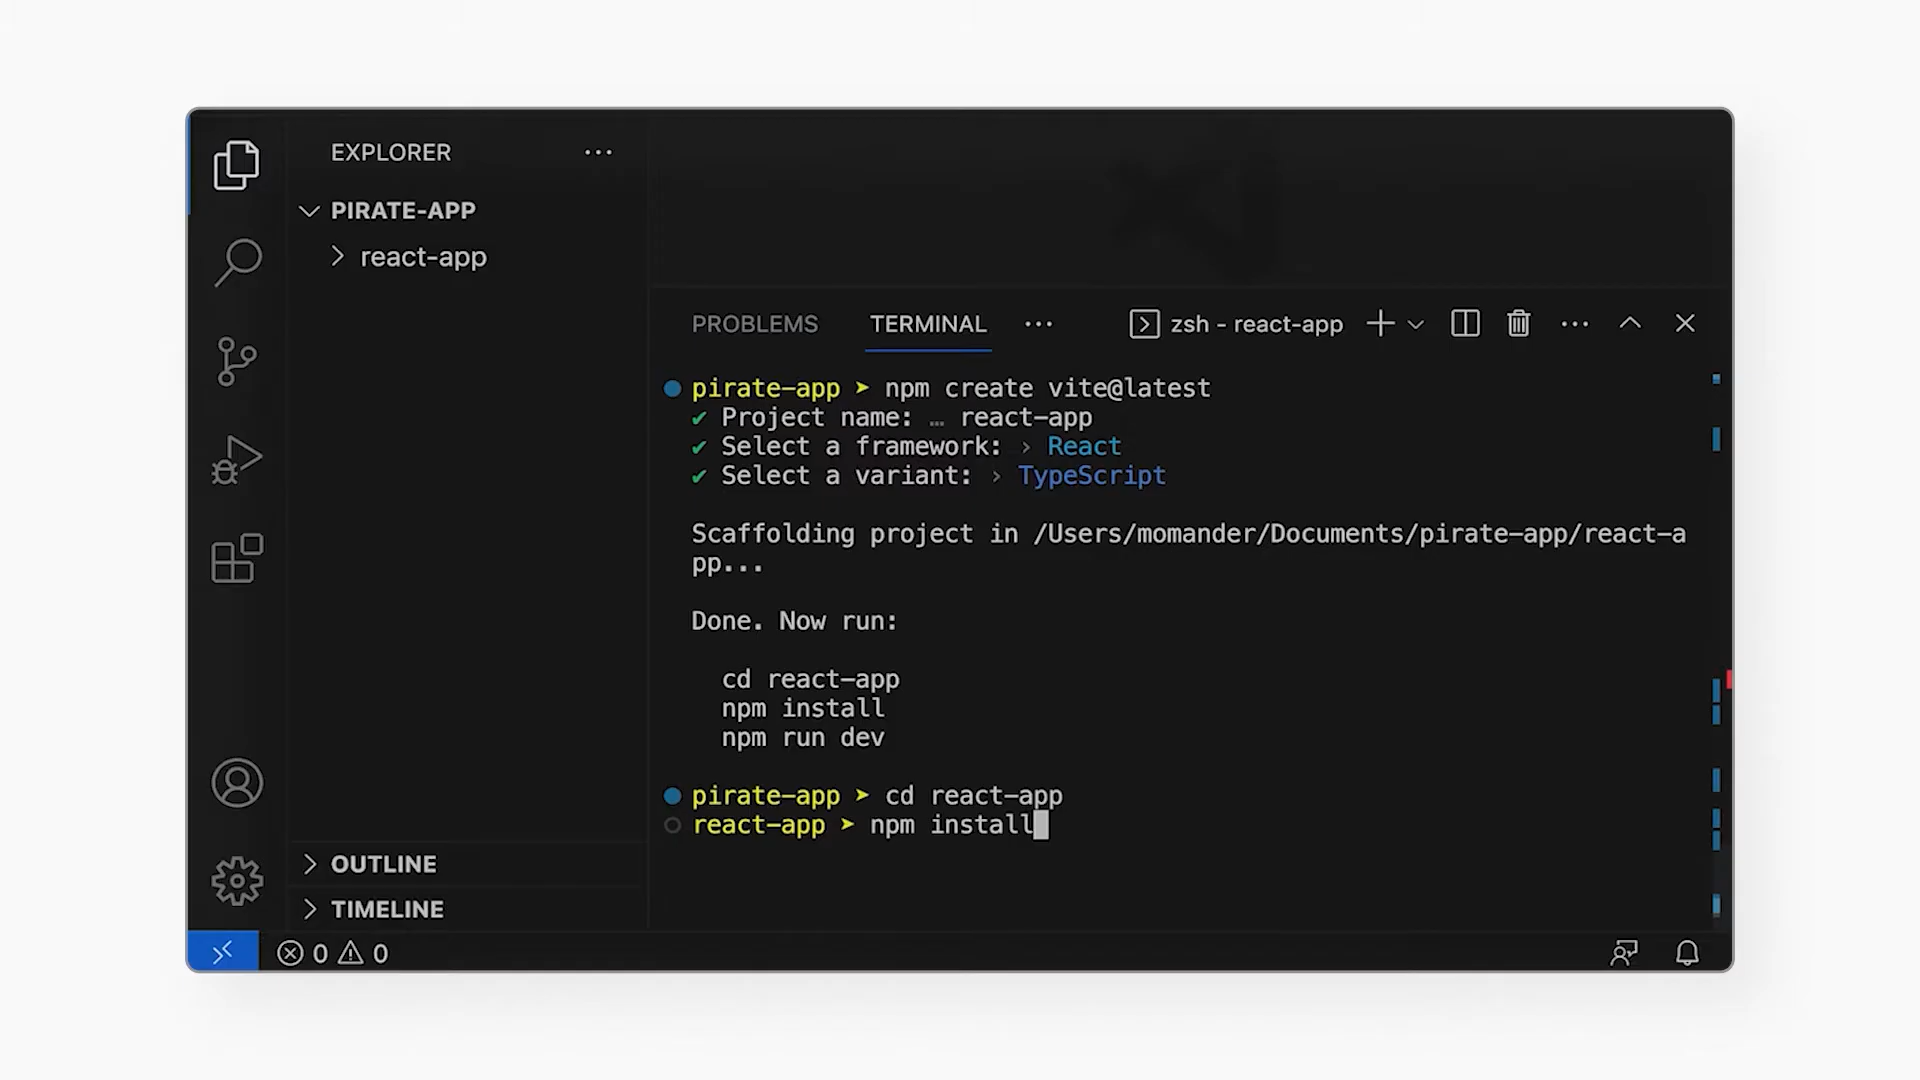 EXPLORER
PIRATE-APP
react-app
PROBLEMS
TERMINAL
zsh - react-app
pirate-app ➤ npm create vite@latest
✔ Project name: … react-app
✔ Select a framework: › React
✔ Select a variant: › TypeScript
Scaffolding project in /Users/momander/Documents/pirate-app/react-a
pp...
Done. Now run:
cd react-app
npm install
npm run dev
pirate-app ➤ cd react-app
react-app ➤ npm install
OUTLINE
TIMELINE
0 0